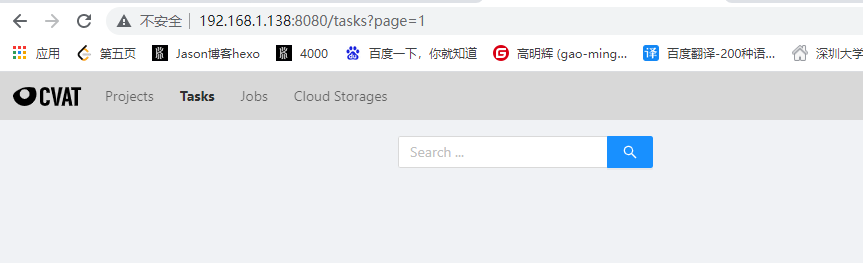 不安全 192.168.1.138:8080/tasks?page=1
应用 第五页 Jason博客hexo 4000 百度一下，你就知道 高明辉 (gao-ming... 百度翻译-200种语... 深圳大学
CVAT Projects Tasks Jobs Cloud Storages
Search ...